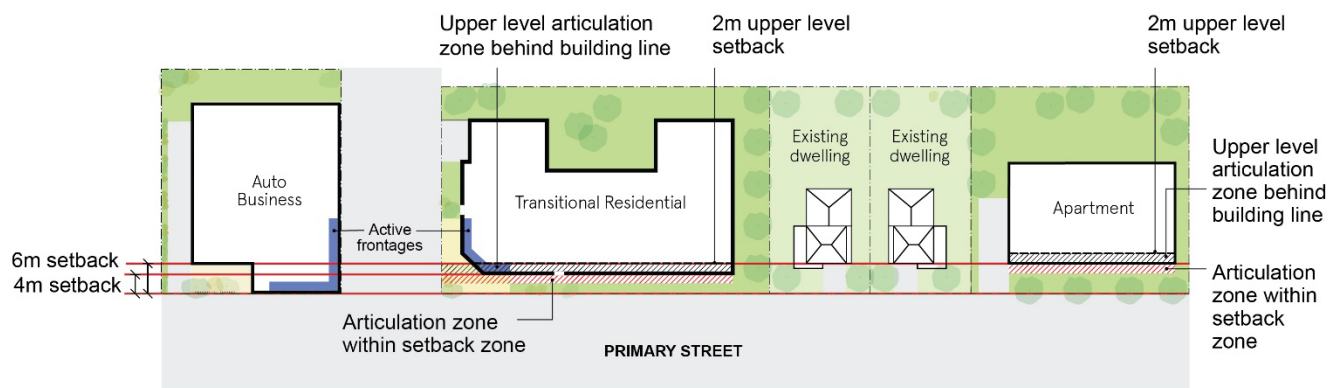 Upper level articulation
zone behind building line
2m upper level
setback
2m upper level
setback
Existing
dwelling
Existing
dwelling
Upper level
articulation
zone behind
building line
Auto
Business
Transitional Residential
Apartment
Active
frontages
6m setback
4m setback
Articulation zone
within setback zone
Articulation
zone within
setback
zone
PRIMARY STREET